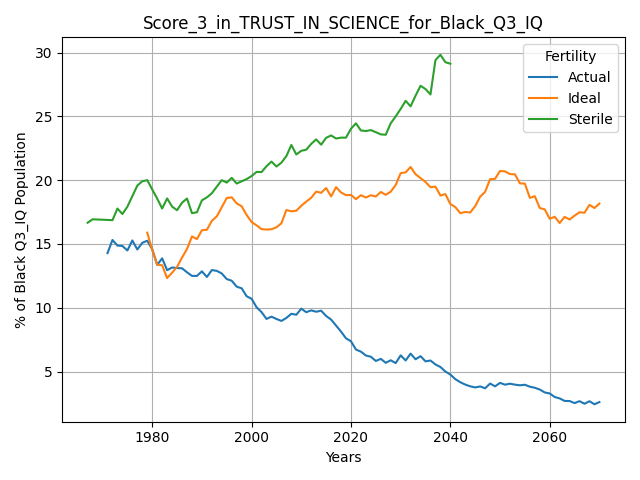 Score_3_in_TRUST_IN_SCIENCE_for_Black_Q3_IQ
Fertility
Actual
Ideal
Sterile
% of Black Q3_IQ Population
30
25
20
15
10
5
1980 2000 2020 2040 2060
Years